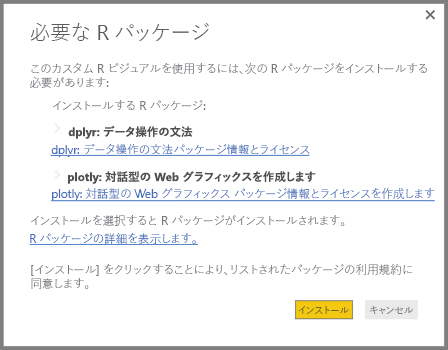 必要な R パッケージ
このカスタム R ビジュアルを使用するには、次の R パッケージをインストールする
必要があります:
インストールする R パッケージ:
dplyr: データ操作の文法
dplyr: データ操作の文法パッケージ情報とライセンス
plotly: 対話型の Web グラフィックスを作成します
plotly: 対話型の Web グラフィックス パッケージ情報とライセンスを作成します
インストールを選択すると R パッケージがインストールされます。
R パッケージの詳細を表示します。
[インストール] をクリックすることにより、リストされたパッケージの利用規約に
同意します。
インストール キャンセル